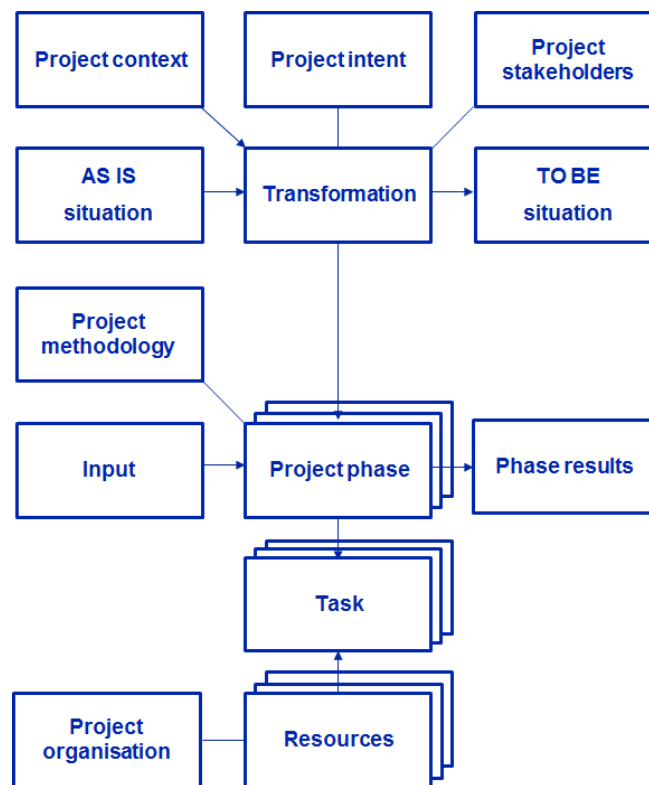 Project context
Project intent
Project
stakeholders
AS IS
situation
Transformation
TO BE
situation
Project
methodology
Input
Project phase
Phase results
Task
Project
organisation
Resources